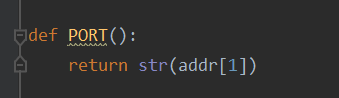 def PORT():
    return str(addr[1])